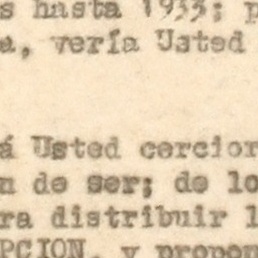 s hasta 1933; p
a, vería Usted
á Usted cercior
n de ser; de lo
ra distribuir l
PCION, y propon